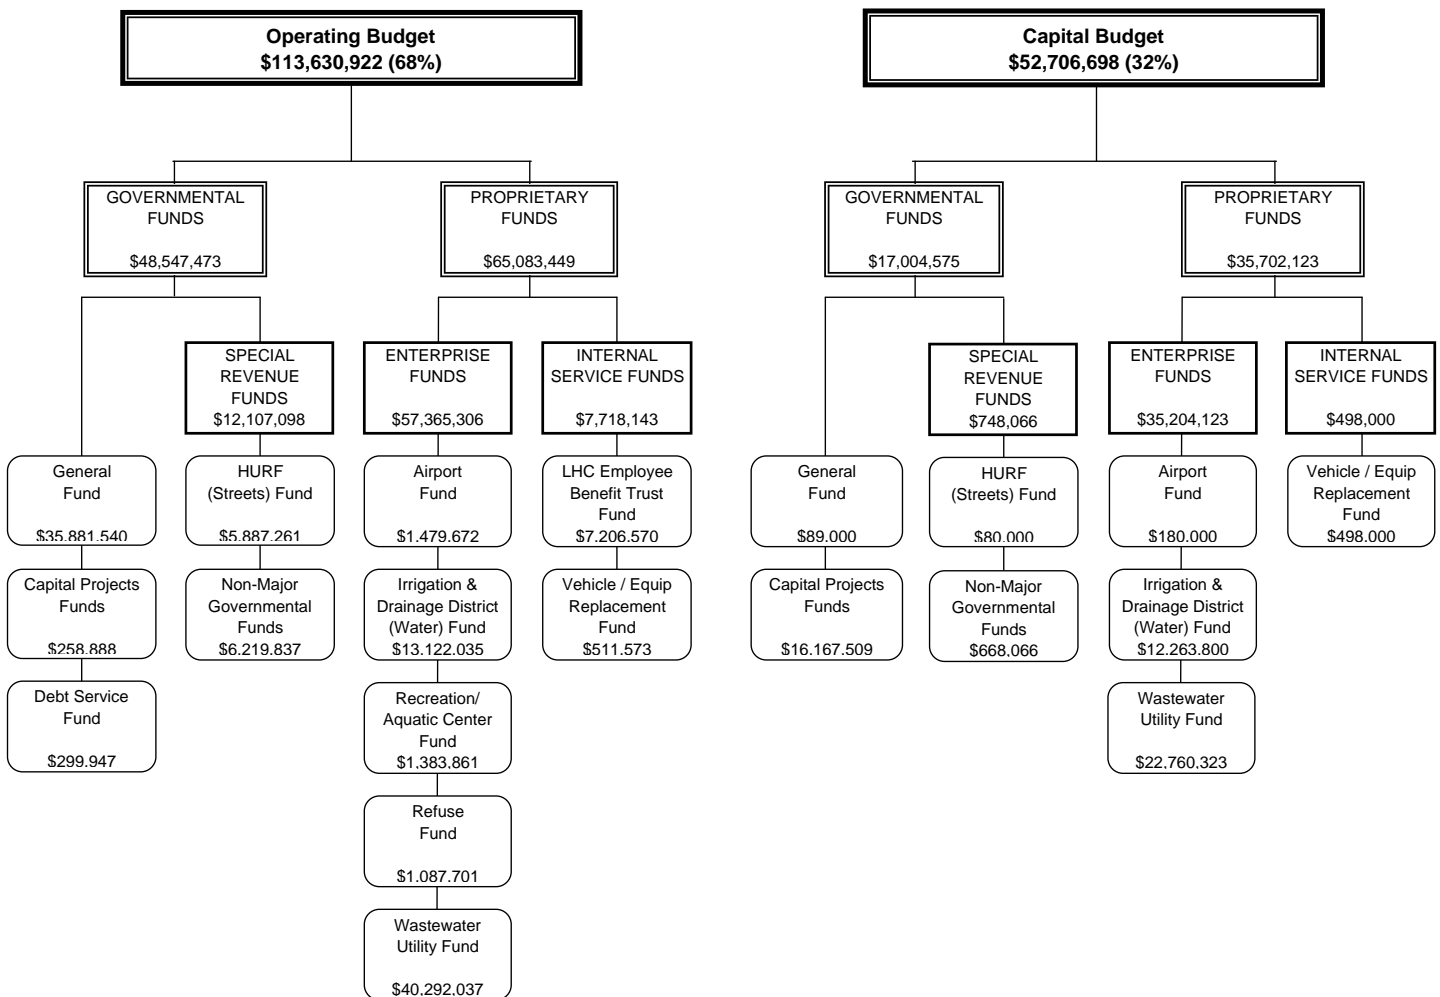 Operating Budget
$113,630,922 (68%)
GOVERNMENTAL
FUNDS
$48,547,473
PROPRIETARY
FUNDS
$65,083,449
SPECIAL
REVENUE
FUNDS
$12,107,098
ENTERPRISE
FUNDS
$57,365,306
INTERNAL
SERVICE FUNDS
$7,718,143
General
Fund
$35,881,540
Capital Projects
Funds
$258,888
Debt Service
Fund
$299,947
HURF
(Streets) Fund
$5,887,261
Non-Major
Governmental
Funds
$6,219,837
Airport
Fund
$1,479,672
Irrigation &
Drainage District
(Water) Fund
$13,122,035
Recreation/
Aquatic Center
Fund
$1,383,861
Refuse
Fund
$1,087,701
Wastewater
Utility Fund
$40,292,037
LHC Employee
Benefit Trust
Fund
$7,206,570
Vehicle / Equip
Replacement
Fund
$511,573
Capital Budget
$52,706,698 (32%)
GOVERNMENTAL
FUNDS
$17,004,575
PROPRIETARY
FUNDS
$35,702,123
SPECIAL
REVENUE
FUNDS
$748,066
ENTERPRISE
FUNDS
$35,204,123
INTERNAL
SERVICE FUNDS
$498,000
General
Fund
$89,000
Capital Projects
Funds
$16,167,509
HURF
(Streets) Fund
$80,000
Non-Major
Governmental
Funds
$668,066
Airport
Fund
$180,000
Irrigation &
Drainage District
(Water) Fund
$12,263,800
Wastewater
Utility Fund
$22,760,323
Vehicle / Equip
Replacement
Fund
$498,000